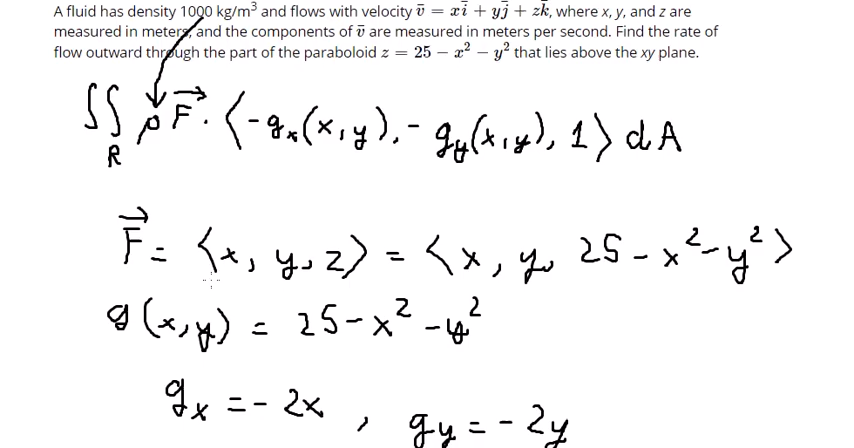 A fluid has density 1000 kg/m³ and flows with velocity v̄ = xī + yj̄ + zk̄, where x, y, and z are
measured in meters, and the components of v̄ are measured in meters per second. Find the rate of
flow outward through the part of the paraboloid z = 25 − x² − y² that lies above the xy plane.
∬_R ρF⃗ · ⟨-g_x(x,y), -g_y(x,y), 1⟩ dA
F⃗ = ⟨x, y, z⟩ = ⟨x, y, 25 - x² - y²⟩
g(x,y) = 25 - x² - y²
g_x = -2x , g_y = -2y